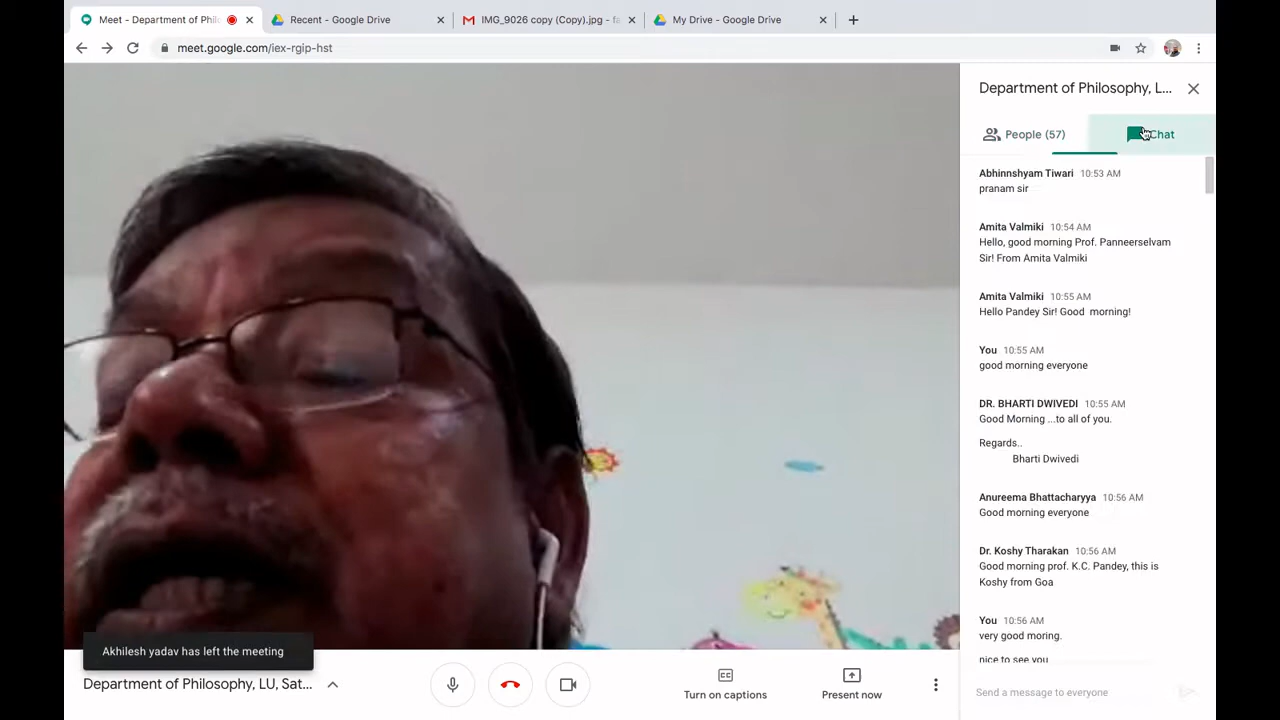 Meet - Department of Phil
Recent - Google Drive
IMG_9026 copy (Copy).jpg - fa
My Drive - Google Drive
meet.google.com/iex-rgip-hst
Department of Philosophy, L...
People (57)
Chat
Abhinnshyam Tiwari 10:53 AM
pranam sir
Amita Valmiki 10:54 AM
Hello, good morning Prof. Panneerselvam
Sir! From Amita Valmiki
Amita Valmiki 10:55 AM
Hello Pandey Sir! Good morning!
You 10:55 AM
good morning everyone
DR. BHARTI DWIVEDI 10:55 AM
Good Morning ...to all of you.
Regards..
Bharti Dwivedi
Anureema Bhattacharyya 10:56 AM
Good morning everyone
Dr. Koshy Tharakan 10:56 AM
Good morning prof. K.C. Pandey, this is
Koshy from Goa
You 10:56 AM
very good moring.
nice to see you
Send a message to everyone
Akhilesh yadav has left the meeting
Department of Philosophy, LU, Sat...
CC
Turn on captions
Present now